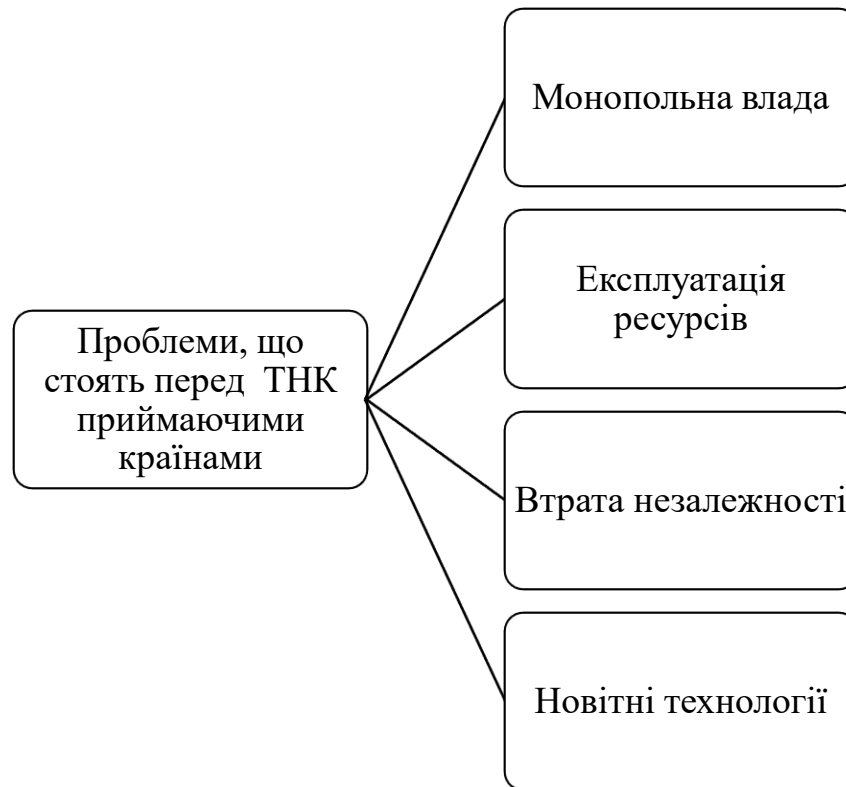 Проблеми, що
стоять перед  ТНК
приймаючими
країнами
Монопольна влада
Експлуатація
ресурсів
Втрата незалежності
Новітні технології